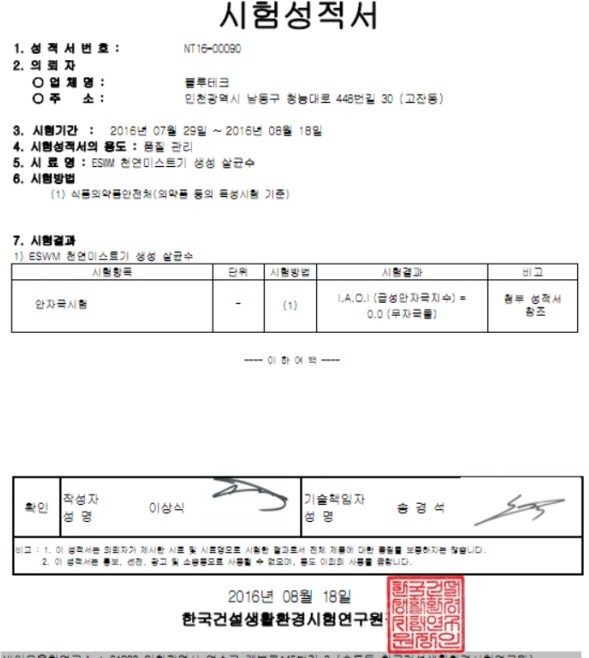 시험성적서
1. 성 적 서 번 호 : NT16-00090
2. 의 뢰 자
○ 업 체 명 : 블루테크
○ 주 소 : 인천광역시 남동구 청능대로 448번길 30 (고잔동)
3. 시험기간 : 2016년 07월 29일 ~ 2016년 08월 18일
4. 시험성적서의 용도 : 품질 관리
5. 시 료 명 : ESWM 천연미스트기 생성 살균수
6. 시험방법
(1) 식품의약품안전처(의약품 등의 독성시험 기준)
7. 시험결과
1) ESWM 천연미스트기 생성 살균수
시험항목 단위 시험방법 시험결과 비고
안자극시험 - (1) I.A.O.I (급성안자극지수) = 0.0 (무자극물) 첨부 성적서 참조
---- 이 하 여 백 ----
확인 작성자 성 명 이상식 기술책임자 성 명 송 경 석
비고 : 1. 이 성적서는 의뢰자가 제시한 시료 및 시료명으로 시험한 결과로서 전체 제품에 대한 품질을 보증하지는 않습니다.
2. 이 성적서는 홍보, 선전, 광고 및 소송용으로 사용될 수 없으며, 용도 이외의 사용을 금합니다.
2016년 08월 18일
한국건설생활환경시험연구원